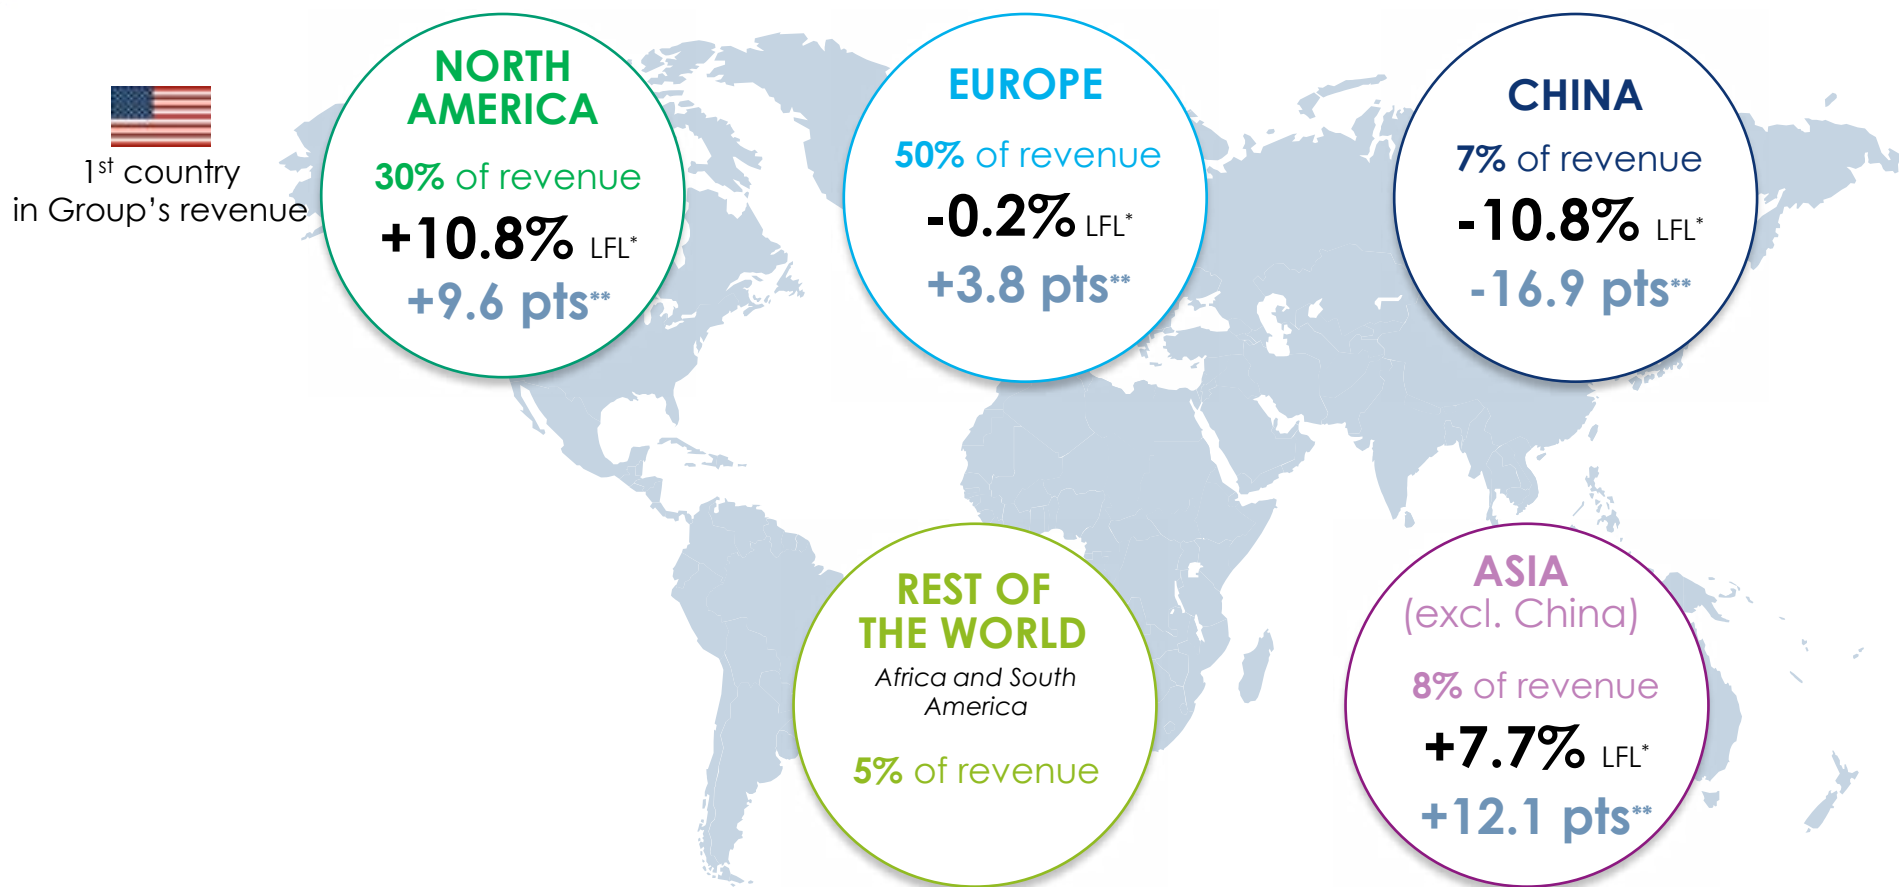 1st country
in Group’s revenue
NORTH
AMERICA
30% of revenue
+10.8% LFL*
+9.6 pts**
EUROPE
50% of revenue
-0.2% LFL*
+3.8 pts**
CHINA
7% of revenue
-10.8% LFL*
-16.9 pts**
REST OF
THE WORLD
Africa and South
America
5% of revenue
ASIA
(excl. China)
8% of revenue
+7.7% LFL*
+12.1 pts**